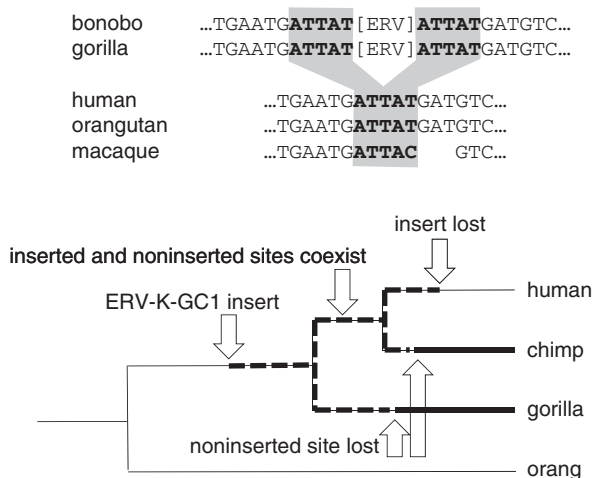 bonobo ...TGAATGATTAT[ERV]ATTATGATGTC...
gorilla ...TGAATGATTAT[ERV]ATTATGATGTC...
human ...TGAATGATTATGATGTC...
orangutan ...TGAATGATTATGATGTC...
macaque ...TGAATGATTAC GTC...
insert lost
inserted and noninserted sites coexist
human
ERV-K-GC1 insert
chimp
gorilla
noninserted site lost
orang